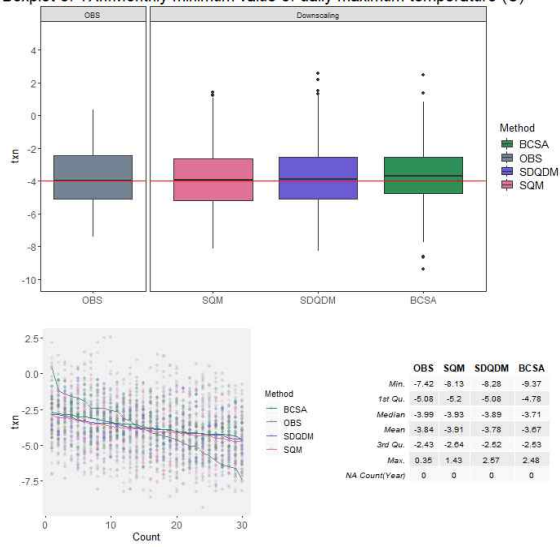 Monthly minimum value of daily maximum temperature
OBS
Downscaling
4
2
0
-2
-4
-6
-8
-10
txn
OBS
SQM
SDQDM
BCSA
Method
BCSA
OBS
SDQDM
SQM
2.5
0.0
-2.5
-5.0
-7.5
txn
0
10
20
30
Count
Method
BCSA
OBS
SDQDM
SQM
OBS SQM SDQDM BCSA
Min. -7.42 -8.13 -8.28 -9.37
1st Qu. -5.08 -5.2 -5.08 -4.78
Median -3.99 -3.93 -3.89 -3.71
Mean -3.84 -3.91 -3.78 -3.67
3rd Qu. -2.43 -2.64 -2.52 -2.53
Max. 0.35 1.43 2.57 2.48
NA Count(Year) 0 0 0 0